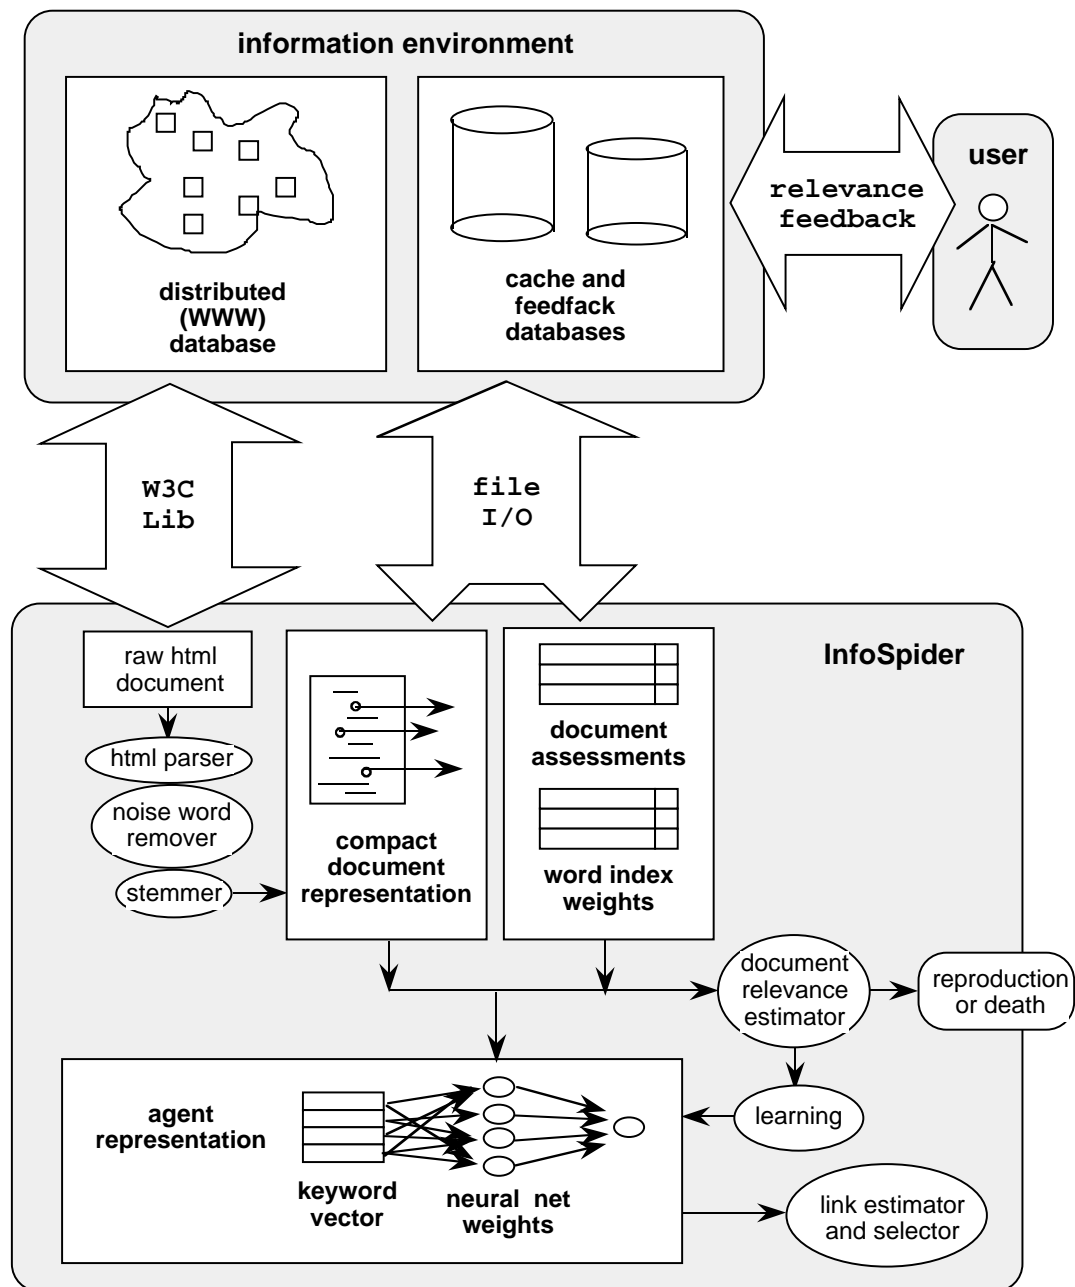 information environment
distributed
(WWW)
database
cache and
feedfack
databases
relevance
feedback
user
W3C
Lib
file
I/O
InfoSpider
raw html
document
html parser
noise word
remover
stemmer
compact
document
representation
document
assessments
word index
weights
document
relevance
estimator
reproduction
or death
learning
agent
representation
keyword
vector
neural net
weights
link estimator
and selector